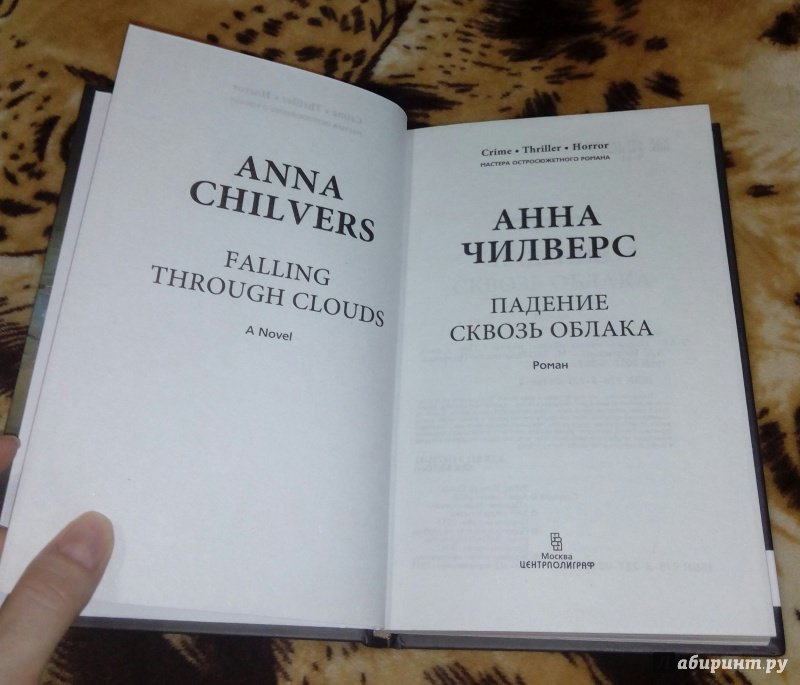 ANNA
CHILVERS
FALLING
THROUGH CLOUDS
A Novel
Crime • Thriller • Horror
МАСТЕРА ОСТРОСЮЖЕТНОГО РОМАНА
АННА
ЧИЛВЕРС
ПАДЕНИЕ
СКВОЗЬ ОБЛАКА
Роман
Москва
ЦЕНТРПОЛИГРАФ
Лабиринт.ру